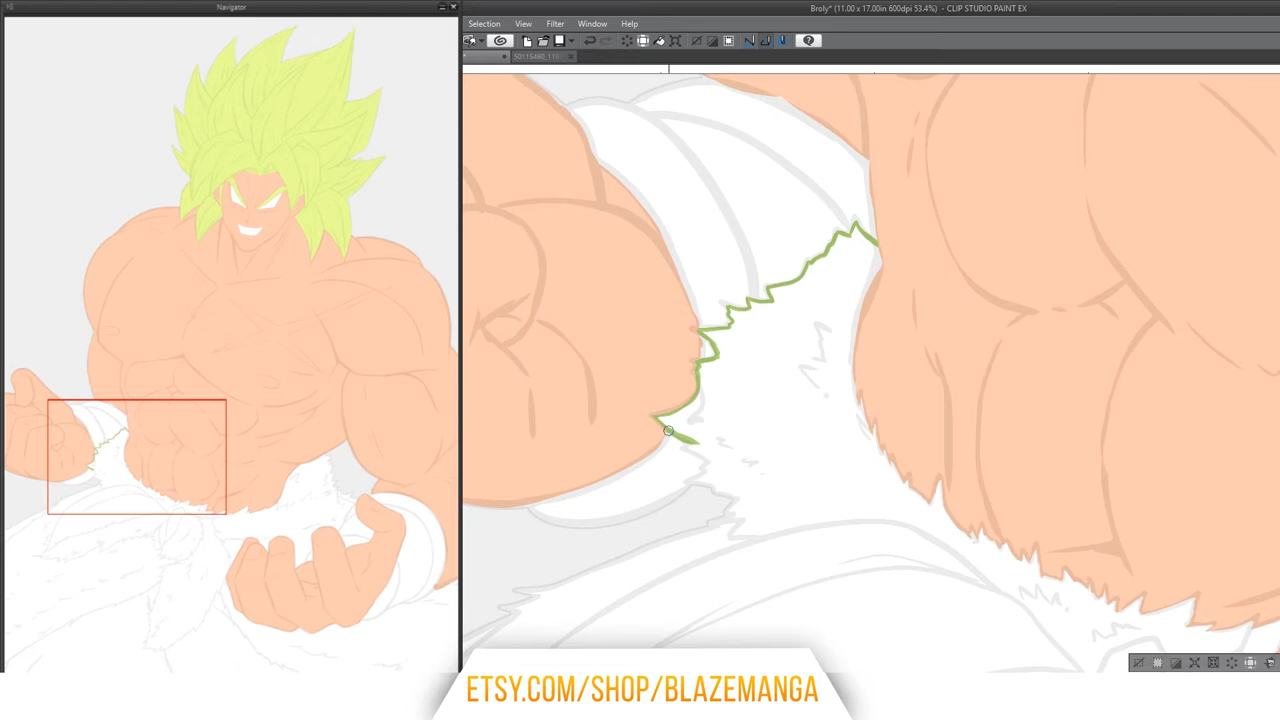 Navigator
Broly* (11.00 x 17.00in 600dpi 53.4%) - CLIP STUDIO PAINT EX
Selection View Filter Window Help
ETSY.COM/SHOP/BLAZEMANGA